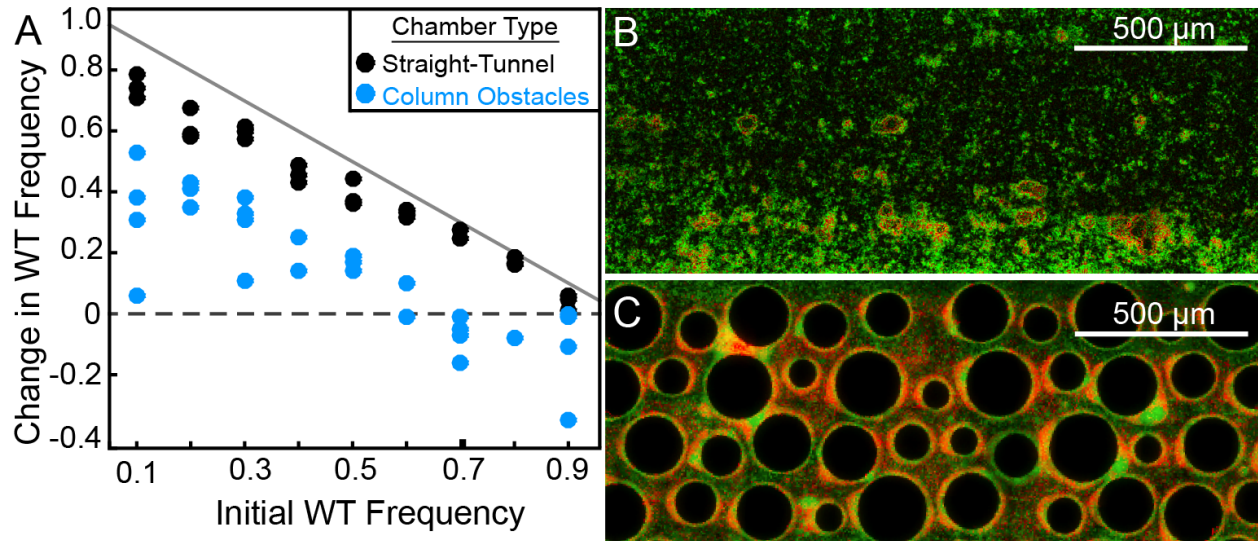 A
Change in WT Frequency
1.0
0.8
0.6
0.4
0.2
0
-0.2
-0.4
Chamber Type
Straight-Tunnel
Column Obstacles
0.1
0.3
0.5
0.7
0.9
Initial WT Frequency
B
500 µm
C
500 µm